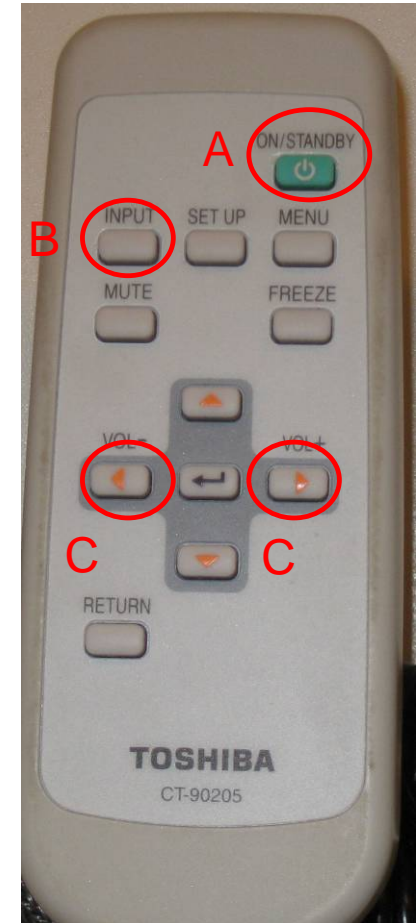 A ON/STANDBY
B INPUT SET UP MENU
MUTE FREEZE
VOL- VOL+
C C
RETURN
TOSHIBA
CT-90205